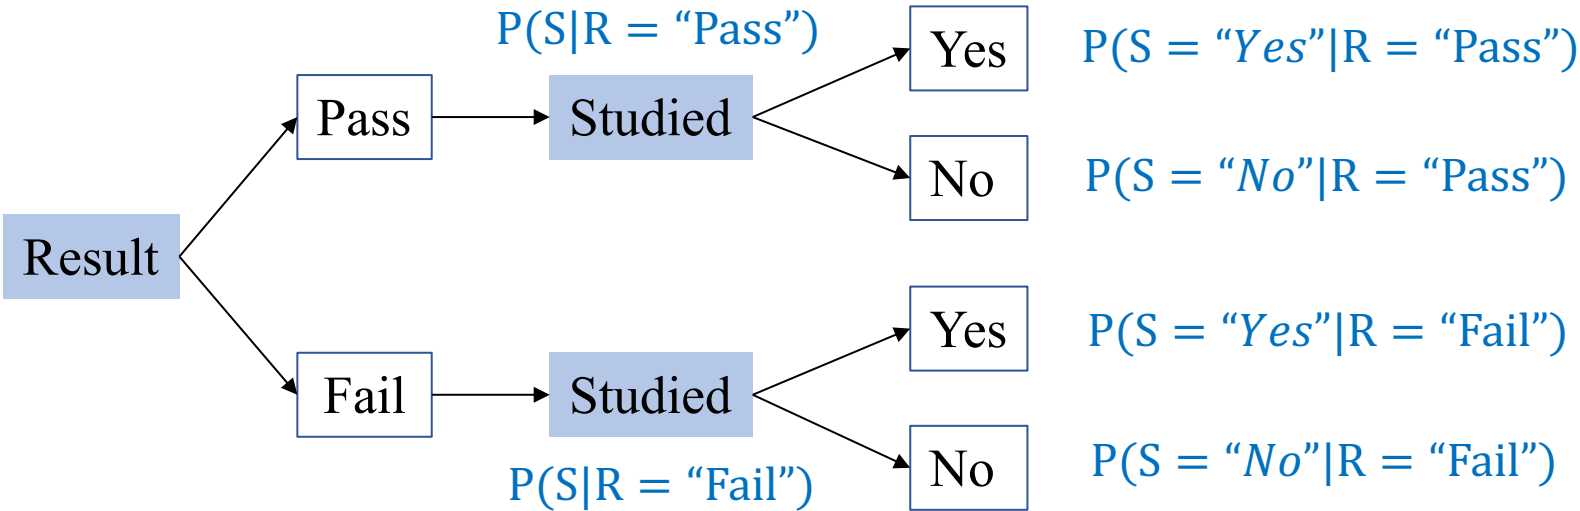 P(S|R = “Pass”)
Yes
P(S = “Yes”|R = “Pass”)
Pass
Studied
No
P(S = “No”|R = “Pass”)
Result
Yes
P(S = “Yes”|R = “Fail”)
Fail
Studied
No
P(S = “No”|R = “Fail”)
P(S|R = “Fail”)